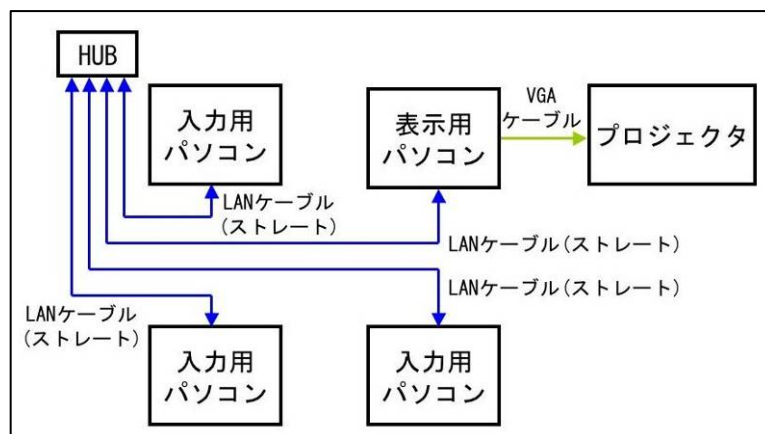 HUB
入力用
パソコン
表示用
パソコン
VGA
ケーブル
プロジェクタ
LANケーブル
(ストレート)
LANケーブル(ストレート)
LANケーブル(ストレート)
LANケーブル
(ストレート)
入力用
パソコン
入力用
パソコン